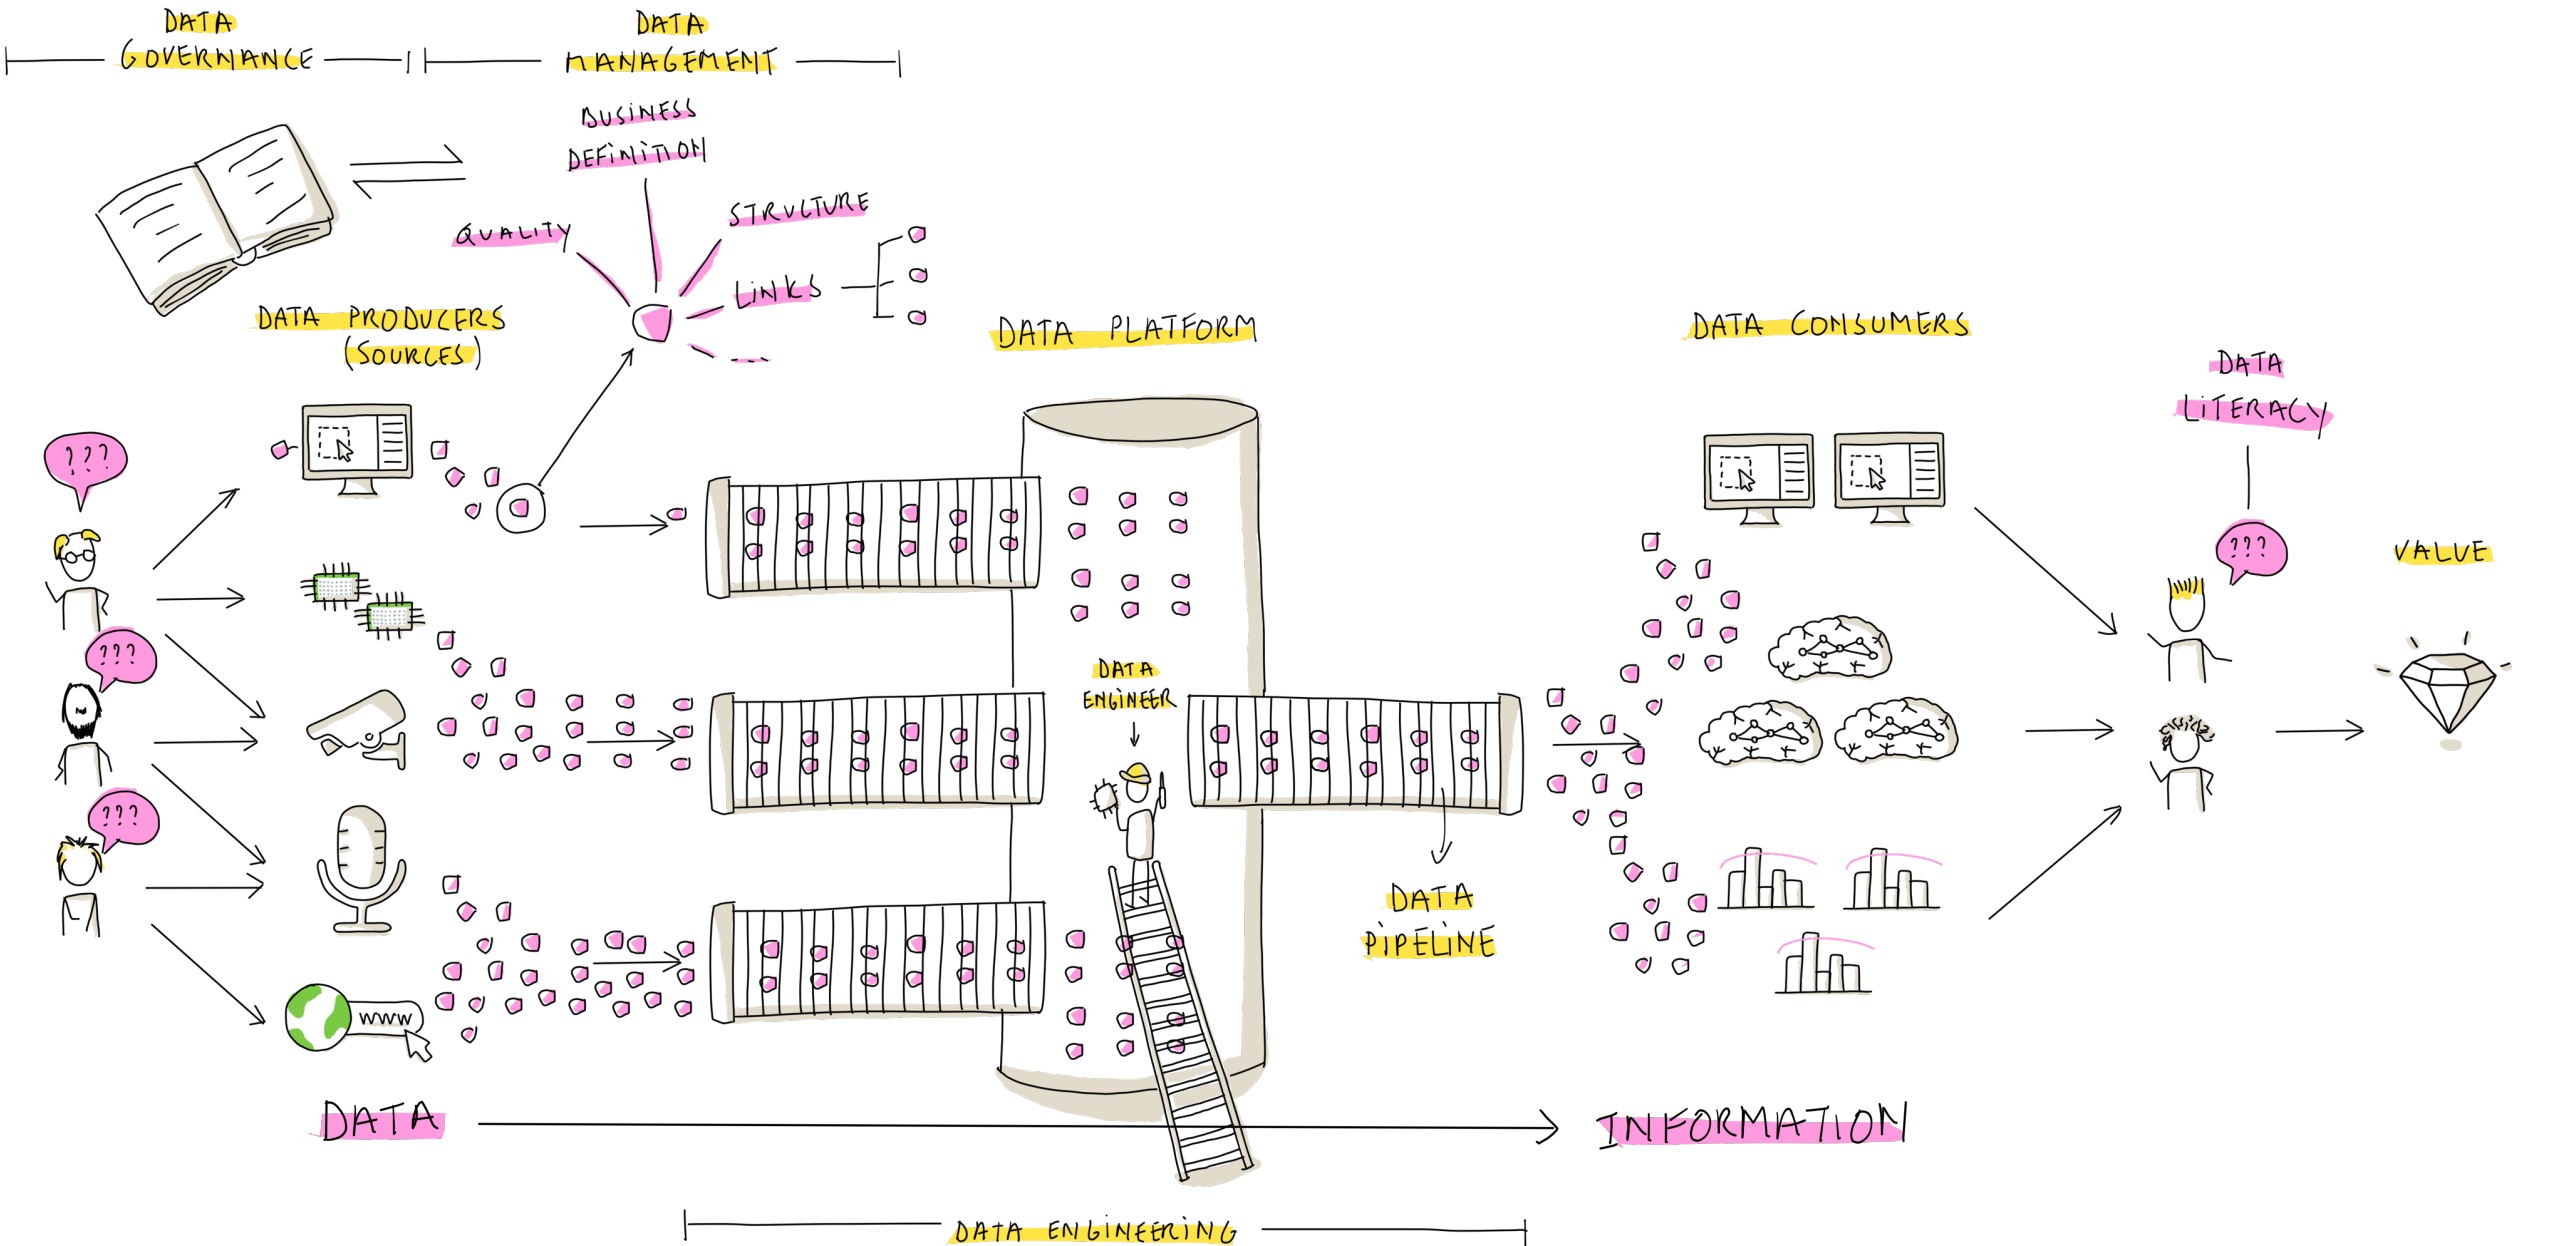 DATA
GOVERNANCE
DATA
MANAGEMENT
BUSINESS
DEFINITION
QUALITY
STRUCTURE
LINKS
DATA PRODUCERS
(SOURCES)
DATA PLATFORM
DATA CONSUMERS
DATA
LITERACY
???
???
VALUE
???
DATA
ENGINEER
???
DATA
PIPELINE
WWW
DATA
INFORMATION
DATA ENGINEERING